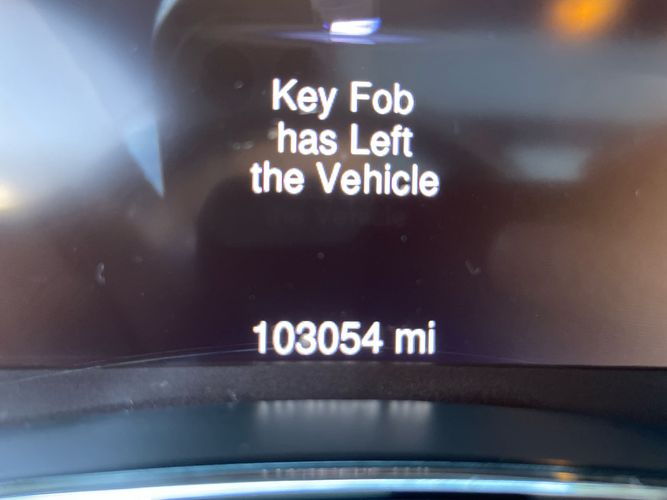 Key Fob
has Left
the Vehicle
103054 mi